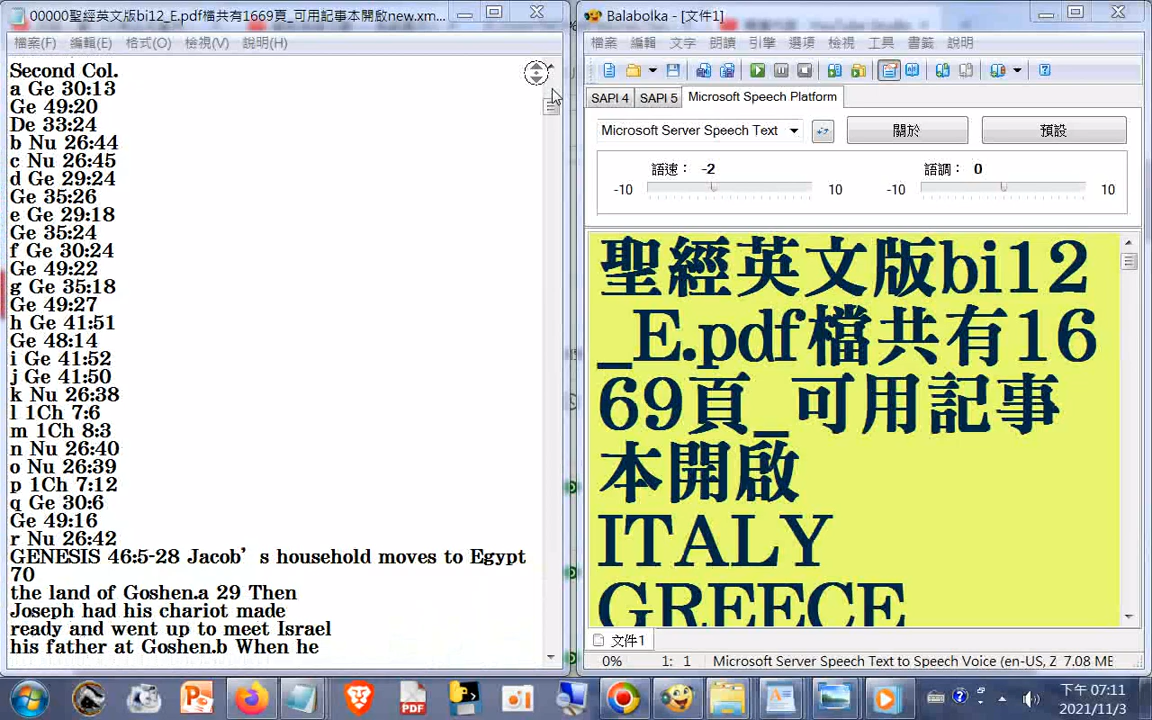 00000聖經英文版bi12_E.pdf檔共有1669頁_可用記事本開啟new.xm...
檔案(F) 編輯(E) 格式(O) 檢視(V) 說明(H)
Second Col.
a Ge 30:13
Ge 49:20
De 33:24
b Nu 26:44
c Nu 26:45
d Ge 29:24
Ge 35:26
e Ge 29:18
Ge 35:24
f Ge 30:24
Ge 49:22
g Ge 35:18
Ge 49:27
h Ge 41:51
Ge 48:14
i Ge 41:52
j Ge 41:50
k Nu 26:38
l 1Ch 7:6
m 1Ch 8:3
n Nu 26:40
o Nu 26:39
p 1Ch 7:12
q Ge 30:6
Ge 49:16
r Nu 26:42
GENESIS 46:5-28 Jacob’s household moves to Egypt
70
the land of Goshen.a 29 Then
Joseph had his chariot made
ready and went up to meet Israel
his father at Goshen.b When he
Balabolka - [文件1]
檔案 編輯 文字 朗讀 引擎 選項 檢視 工具 書籤 說明
SAPI 4 SAPI 5 Microsoft Speech Platform
Microsoft Server Speech Text 關於 預設
語速： -2 語調： 0
-10 10 -10 10
聖經英文版bi12
_E.pdf檔共有16
69頁_可用記事
本開啟
ITALY
GREECE
文件1
0% 1: 1 Microsoft Server Speech Text to Speech Voice (en-US, Z 7.08 ME
PDF
下午 07:11
2021/11/3